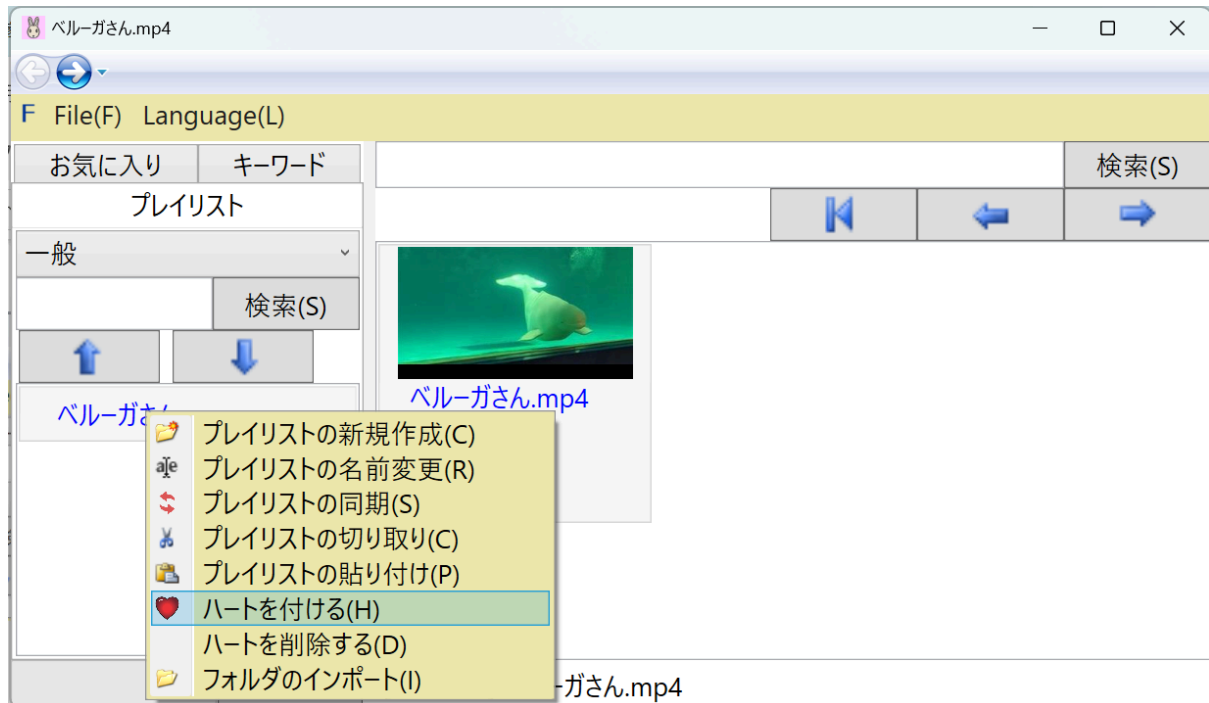 ベルーガさん.mp4
F File(F) Language(L)
お気に入り キーワード
検索(S)
プレイリスト
一般
検索(S)
ベルーガさん.mp4
ベルーガさ
プレイリストの新規作成(C)
プレイリストの名前変更(R)
プレイリストの同期(S)
プレイリストの切り取り(C)
プレイリストの貼り付け(P)
ハートを付ける(H)
ハートを削除する(D)
フォルダのインポート(I)
ーガさん.mp4